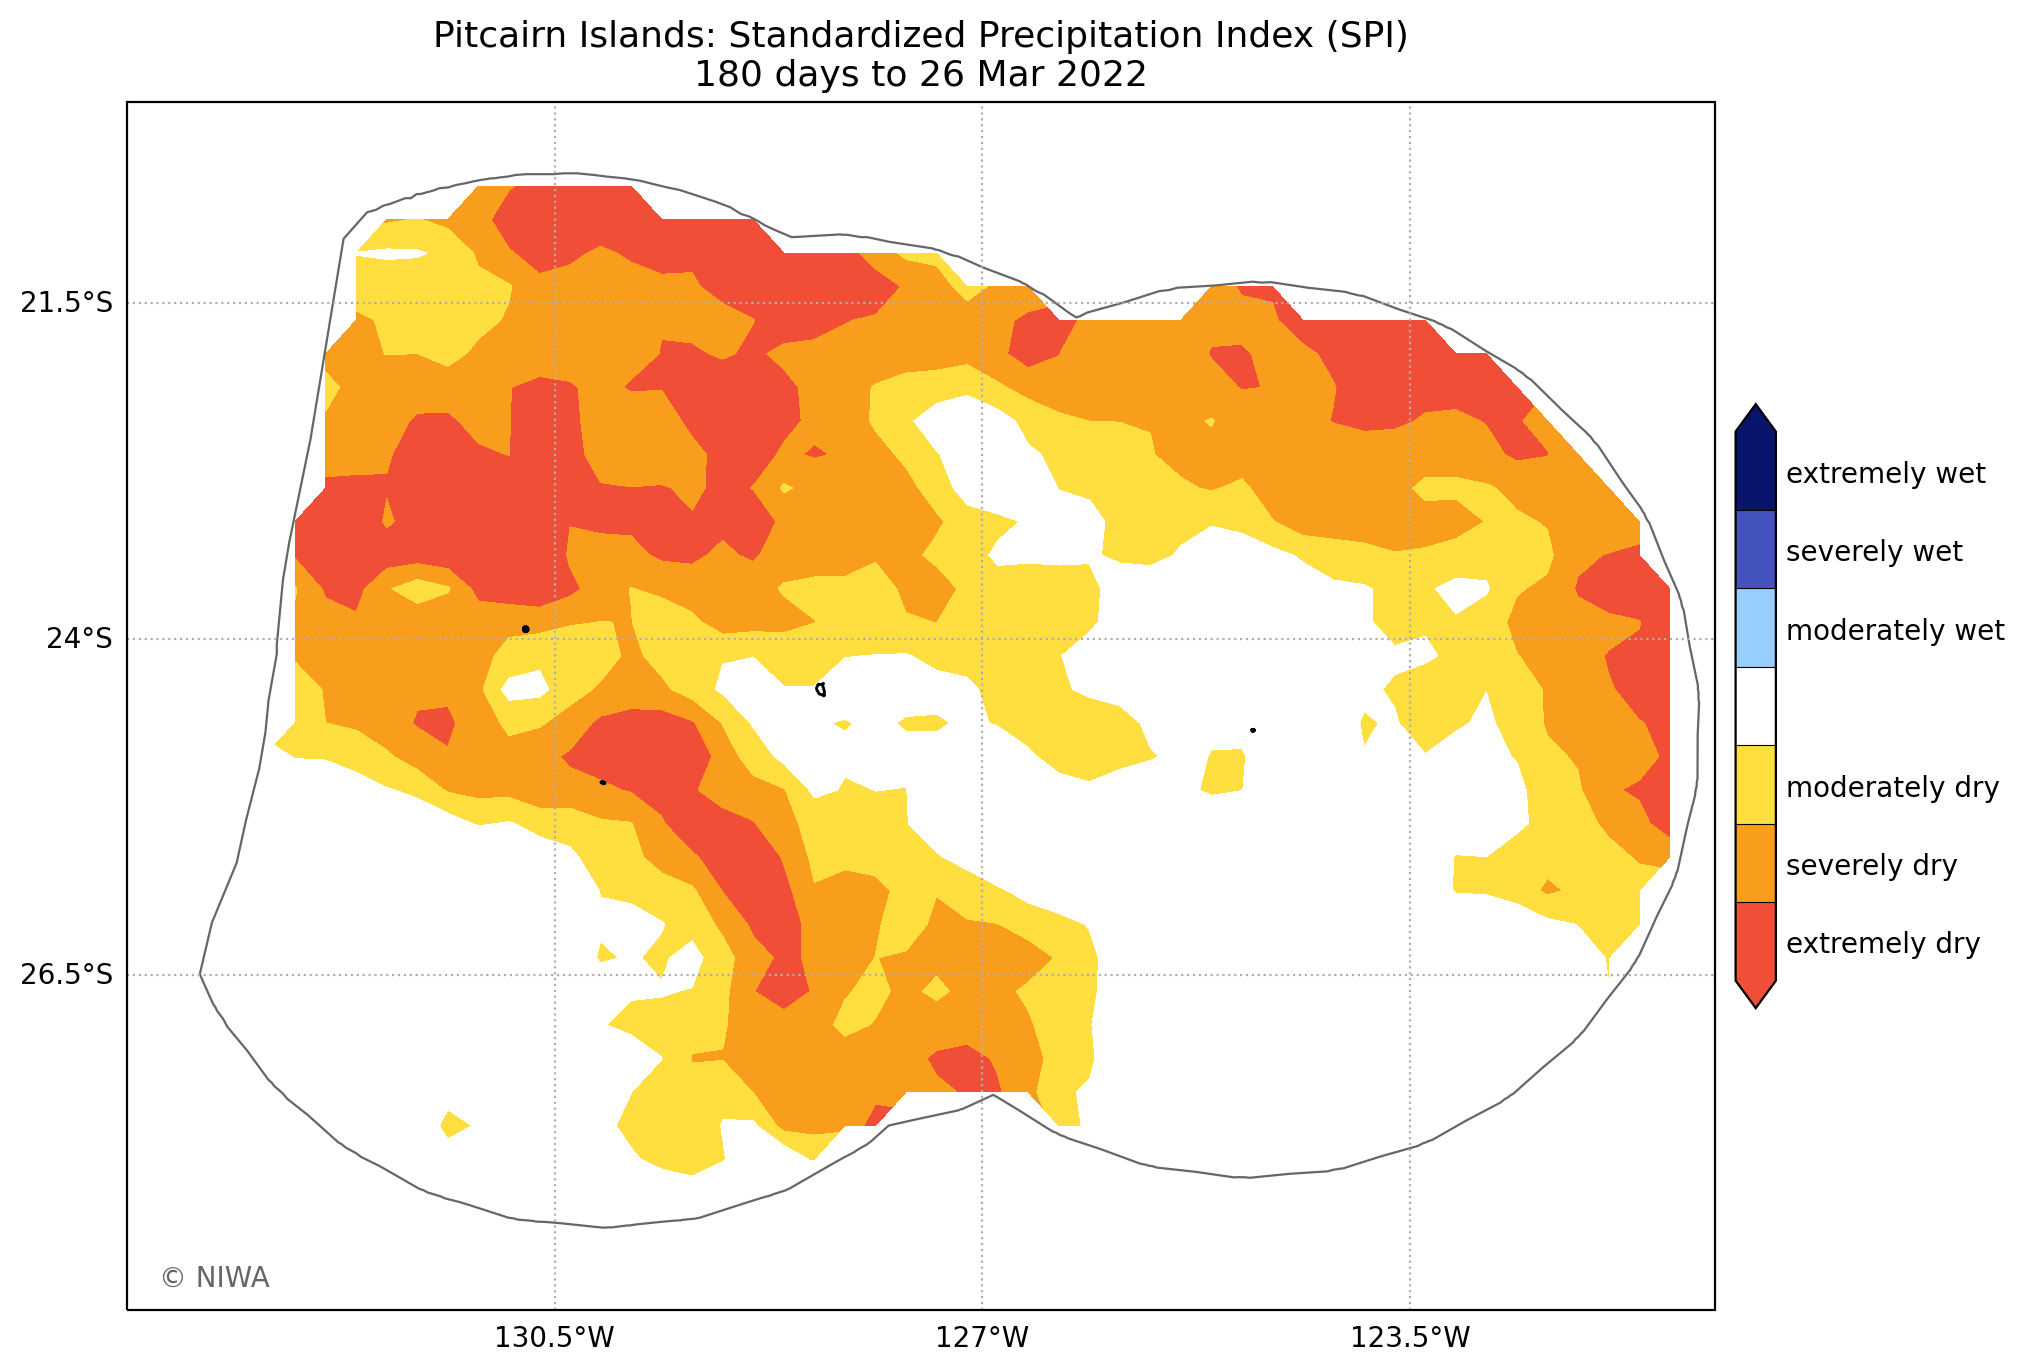 Pitcairn Islands: Standardized Precipitation Index (SPI)
180 days to 26 Mar 2022
21.5°S
24°S
26.5°S
130.5°W
127°W
123.5°W
extremely wet
severely wet
moderately wet
moderately dry
severely dry
extremely dry
© NIWA